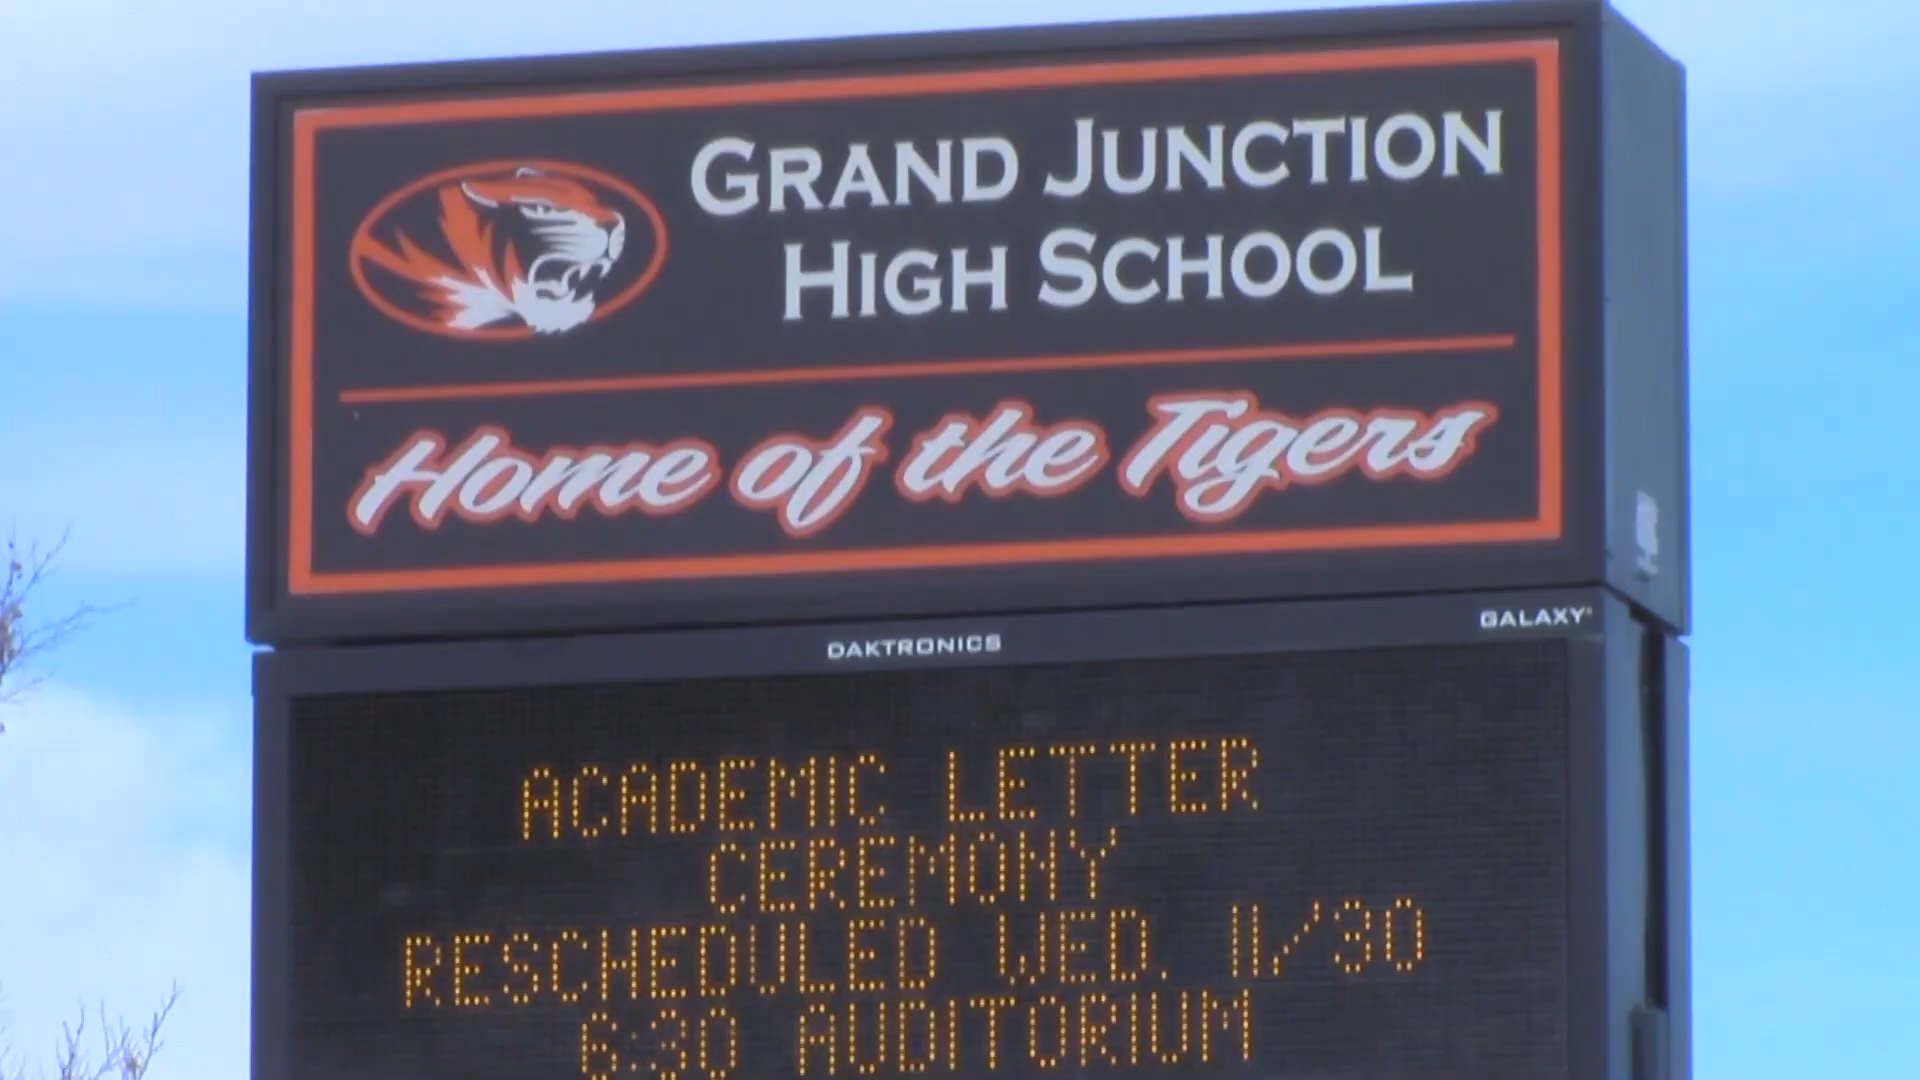 GRAND JUNCTION
HIGH SCHOOL
Home of the Tigers
DAKTRONICS
GALAXY®
ACADEMIC LETTER
CEREMONY
RESCHEDULED WED. 11/30
6:30 AUDITORIUM